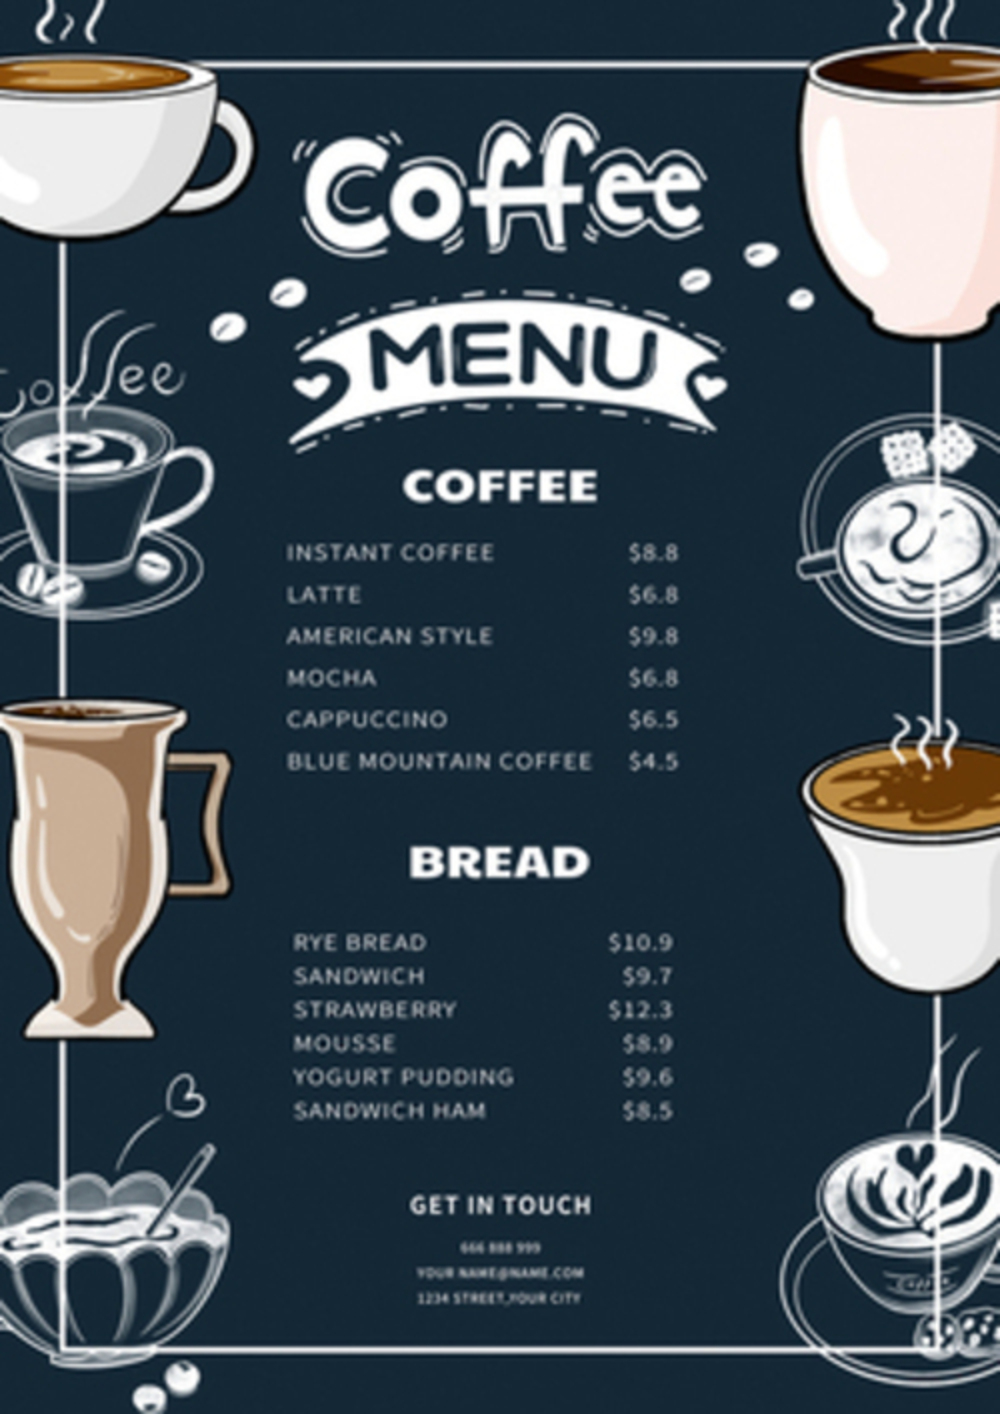 Coffee
MENU
Coffee
COFFEE
INSTANT COFFEE $8.8
LATTE $6.8
AMERICAN STYLE $9.8
MOCHA $6.8
CAPPUCCINO $6.5
BLUE MOUNTAIN COFFEE $4.5
BREAD
RYE BREAD $10.9
SANDWICH $9.7
STRAWBERRY $12.3
MOUSSE $8.9
YOGURT PUDDING $9.6
SANDWICH HAM $8.5
GET IN TOUCH
666 888 999
YOUR NAME@NAME.COM
1234 STREET,YOUR CITY
Coffee